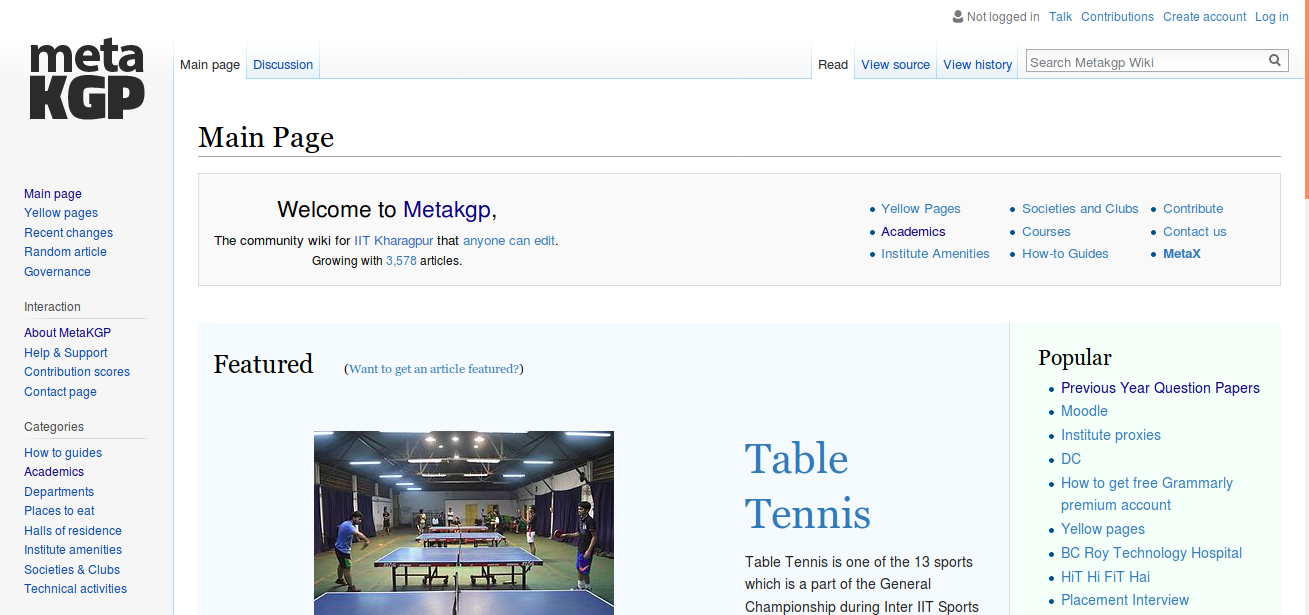 Not logged in Talk Contributions Create account Log in
meta
KGP
Main page Discussion Read View source View history Search Metakgp Wiki
Main Page
Main page
Yellow pages
Recent changes
Random article
Governance
Interaction
About MetaKGP
Help & Support
Contribution scores
Contact page
Categories
How to guides
Academics
Departments
Places to eat
Halls of residence
Institute amenities
Societies & Clubs
Technical activities
Welcome to Metakgp,
The community wiki for IIT Kharagpur that anyone can edit.
Growing with 3,578 articles.
Yellow Pages
Academics
Institute Amenities
Societies and Clubs
Courses
How-to Guides
Contribute
Contact us
MetaX
Featured (Want to get an article featured?)
Table
Tennis
Table Tennis is one of the 13 sports
which is a part of the General
Championship during Inter IIT Sports
Popular
Previous Year Question Papers
Moodle
Institute proxies
DC
How to get free Grammarly
premium account
Yellow pages
BC Roy Technology Hospital
HiT Hi FiT Hai
Placement Interview